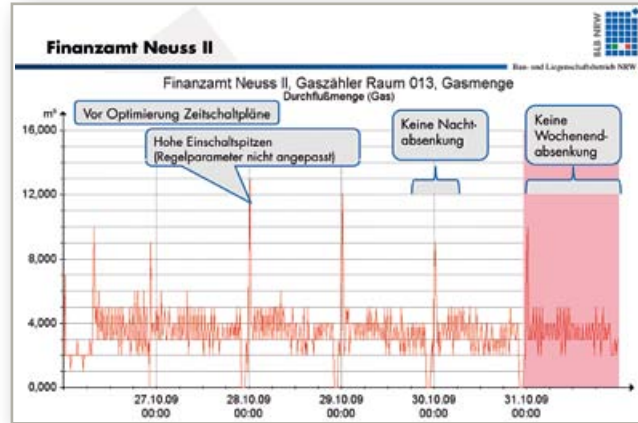 Finanzamt Neuss II
BLB NRW
Bau- und Liegenschaftsbetrieb NRW
Finanzamt Neuss II, Gaszähler Raum 013, Gasmenge
Durchflußmenge (Gas)
m³
Vor Optimierung Zeitschaltpläne
Hohe Einschaltspitzen
(Regelparameter nicht angepasst)
Keine Nacht-
absenkung
Keine
Wochenend-
absenkung
16,000
12,000
8,000
4,000
0,000
27.10.09 28.10.09 29.10.09 30.10.09 31.10.09
00:00 00:00 00:00 00:00 00:00